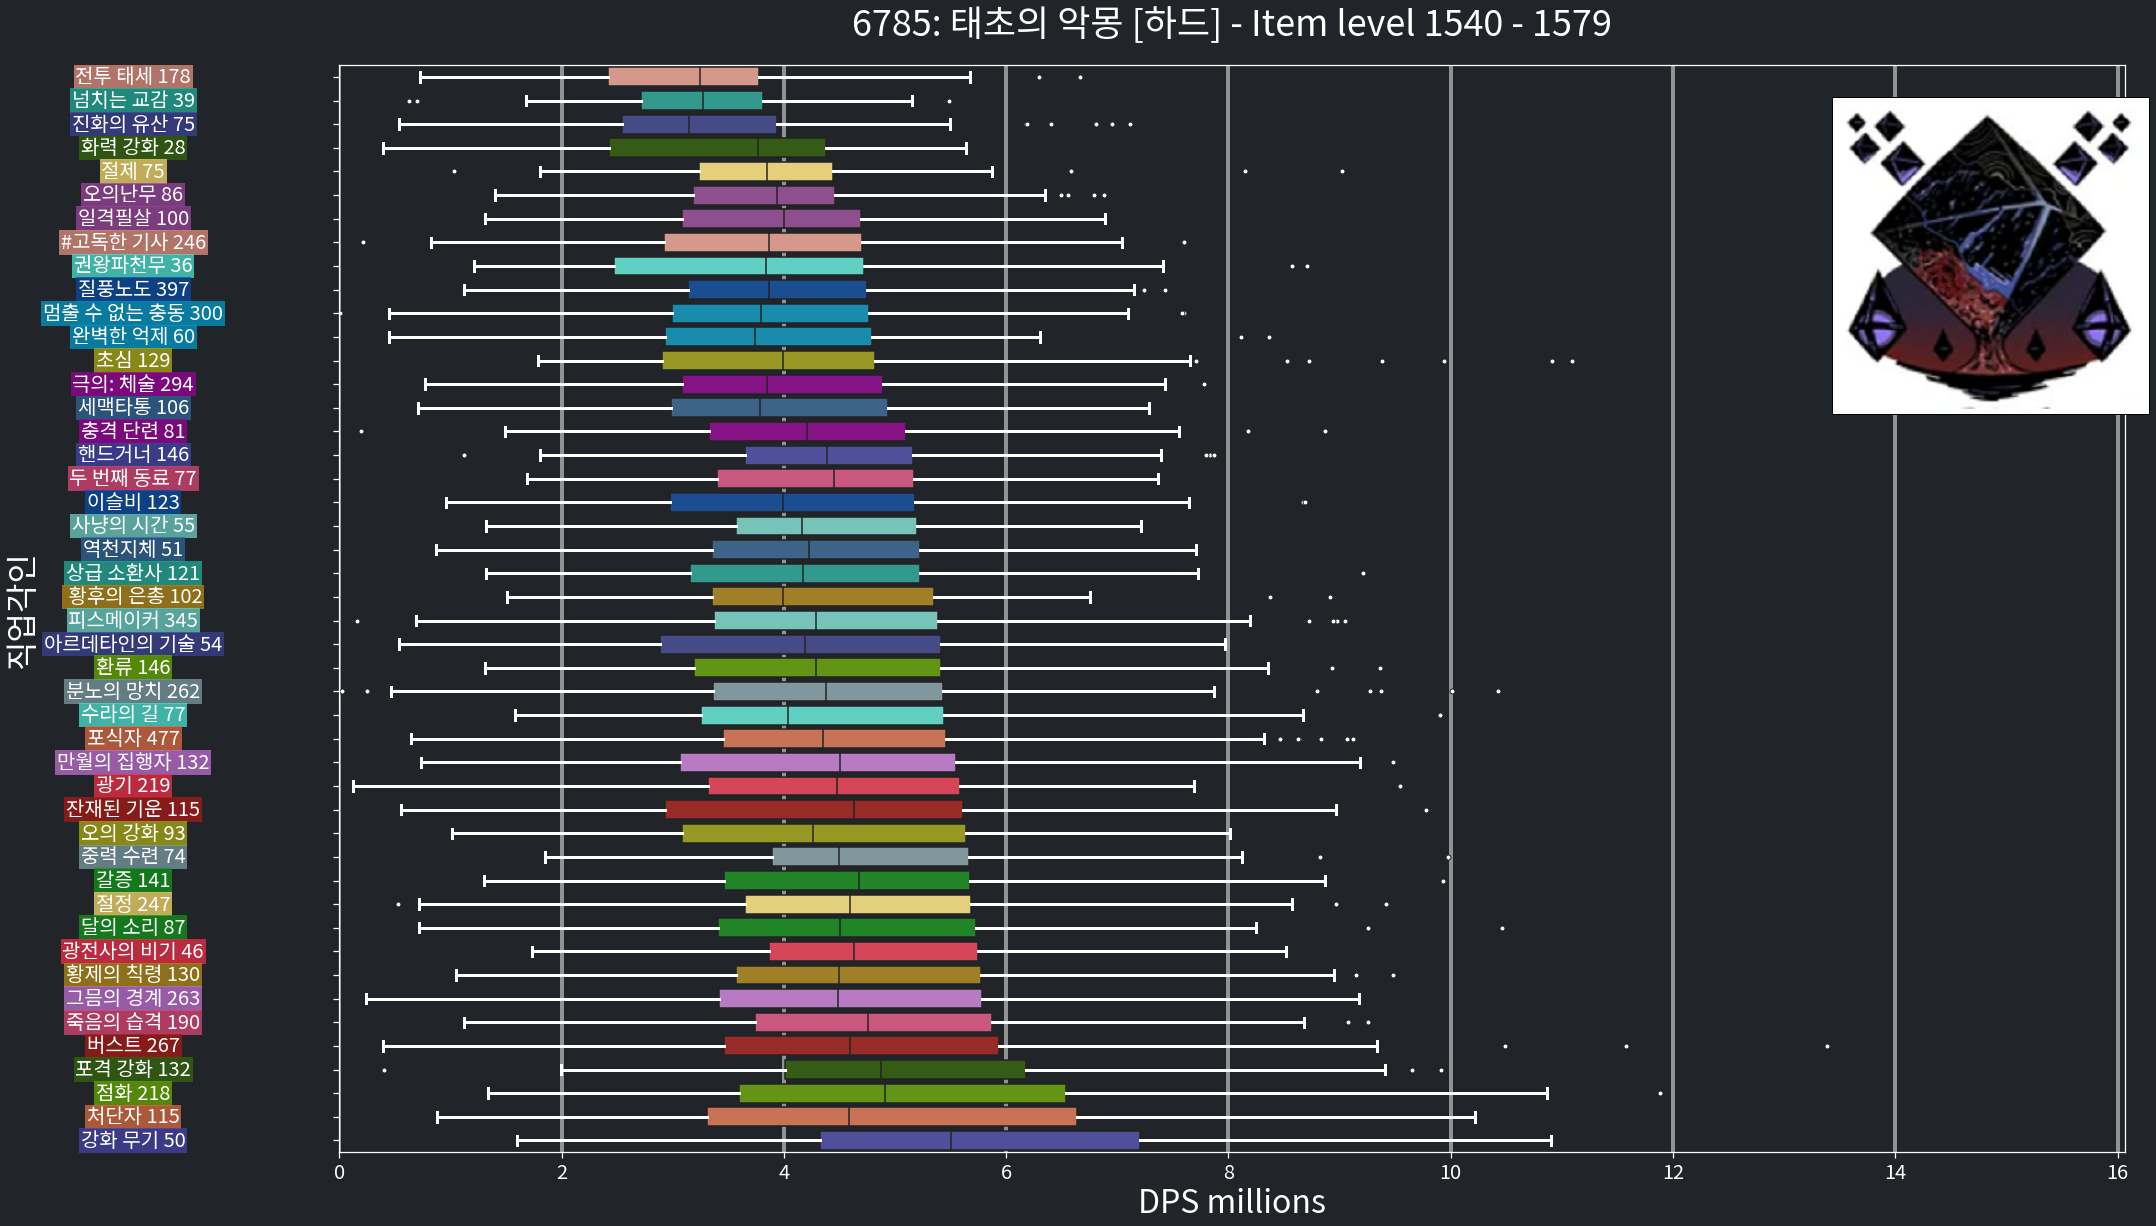 6785: 태초의 악몽 [하드] - Item level 1540 - 1579
전투 태세 178
넘치는 교감 39
진화의 유산 75
화력 강화 28
절제 75
오의난무 86
일격필살 100
#고독한 기사 246
권왕파천무 36
질풍노도 397
멈출 수 없는 충동 300
완벽한 억제 60
초심 129
극의: 체술 294
세맥타통 106
충격 단련 81
핸드거너 146
두 번째 동료 77
이슬비 123
사냥의 시간 55
역천지체 51
상급 소환사 121
황후의 은총 102
피스메이커 345
아르데타인의 기술 54
환류 146
분노의 망치 262
수라의 길 77
포식자 477
만월의 집행자 132
광기 219
잔재된 기운 115
오의 강화 93
중력 수련 74
갈증 141
절정 247
달의 소리 87
광전사의 비기 46
황제의 칙령 130
그믐의 경계 263
죽음의 습격 190
버스트 267
포격 강화 132
점화 218
처단자 115
강화 무기 50
직업각인
0 2 4 6 8 10 12 14 16
DPS millions